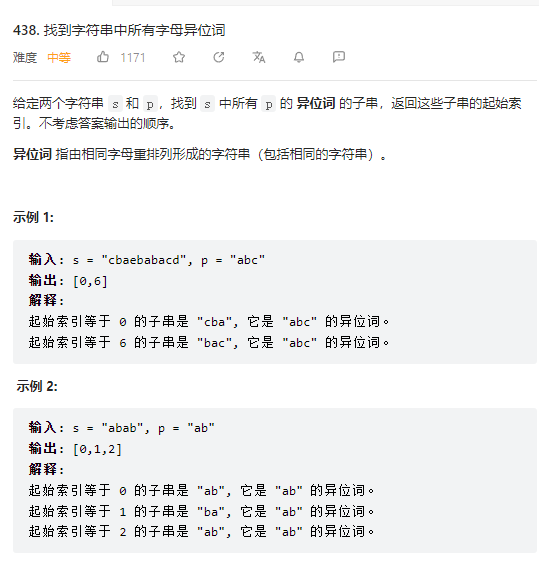 438. 找到字符串中所有字母异位词
难度 中等 1171
给定两个字符串 s 和 p，找到 s 中所有 p 的 异位词 的子串，返回这些子串的起始索
引。不考虑答案输出的顺序。
异位词 指由相同字母重排列形成的字符串（包括相同的字符串）。
示例 1:
输入: s = "cbaebabacd", p = "abc"
输出: [0,6]
解释:
起始索引等于 0 的子串是 "cba", 它是 "abc" 的异位词。
起始索引等于 6 的子串是 "bac", 它是 "abc" 的异位词。
示例 2:
输入: s = "abab", p = "ab"
输出: [0,1,2]
解释:
起始索引等于 0 的子串是 "ab", 它是 "ab" 的异位词。
起始索引等于 1 的子串是 "ba", 它是 "ab" 的异位词。
起始索引等于 2 的子串是 "ab", 它是 "ab" 的异位词。